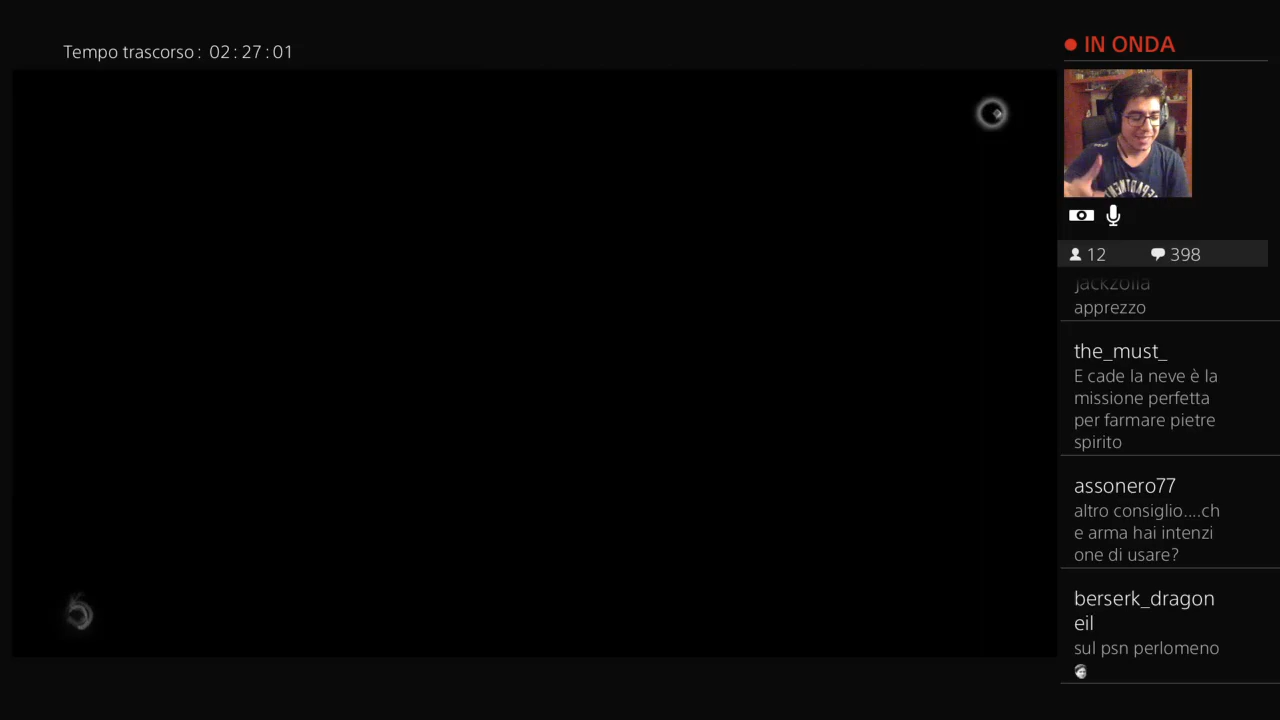 Tempo trascorso: 02:27:01
IN ONDA
12 398
jackzolla
apprezzo
the_must_
E cade la neve è la
missione perfetta
per farmare pietre
spirito
assonero77
altro consiglio....ch
e arma hai intenzi
one di usare?
berserk_dragon
eil
sul psn perlomeno